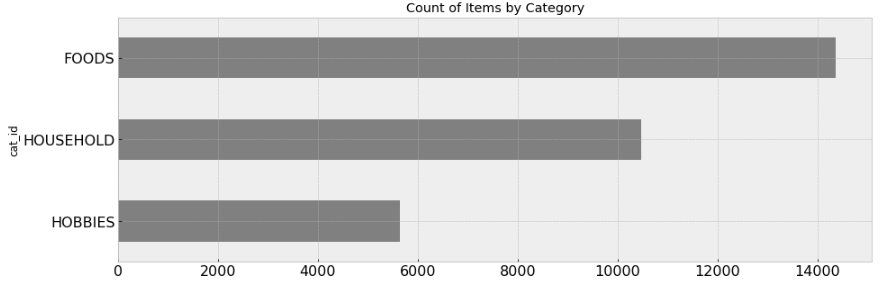 Count of Items by Category
FOODS
HOUSEHOLD
HOBBIES
cat_id
0 2000 4000 6000 8000 10000 12000 14000